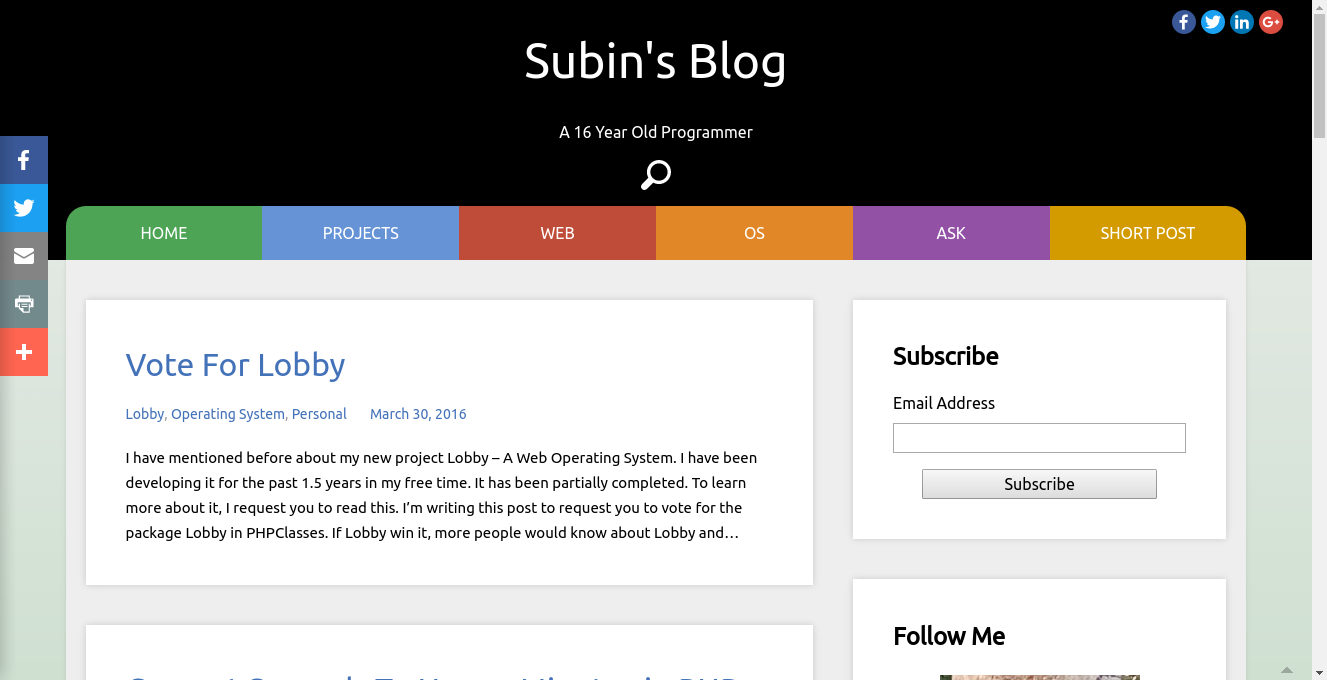 Subin's Blog
A 16 Year Old Programmer
HOME PROJECTS WEB OS ASK SHORT POST
Vote For Lobby
Lobby, Operating System, Personal March 30, 2016
I have mentioned before about my new project Lobby – A Web Operating System. I have been
developing it for the past 1.5 years in my free time. It has been partially completed. To learn
more about it, I request you to read this. I’m writing this post to request you to vote for the
package Lobby in PHPClasses. If Lobby win it, more people would know about Lobby and…
Subscribe
Email Address
Subscribe
Follow Me